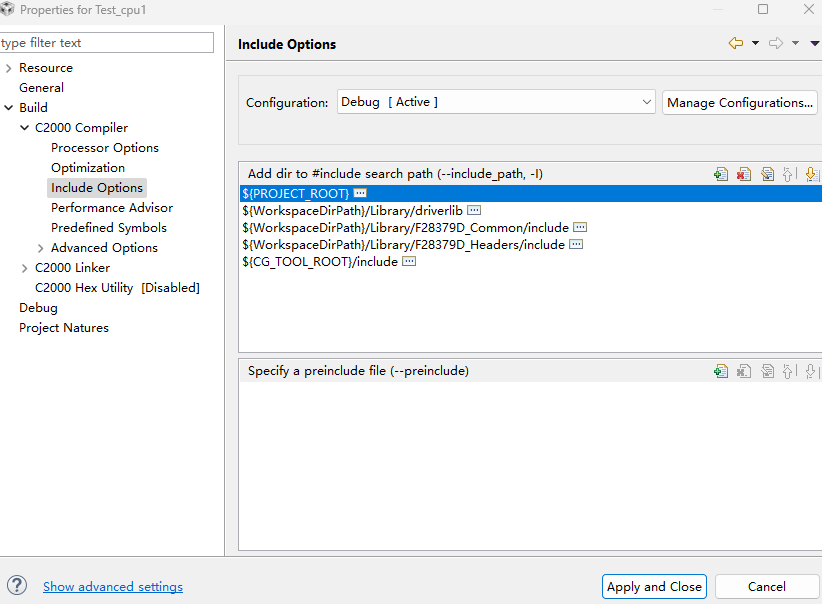 Properties for Test_cpu1
type filter text
Resource
General
Build
C2000 Compiler
Processor Options
Optimization
Include Options
Performance Advisor
Predefined Symbols
Advanced Options
C2000 Linker
C2000 Hex Utility [Disabled]
Debug
Project Natures
Include Options
Configuration: Debug [ Active ] Manage Configurations...
Add dir to #include search path (--include_path, -I)
${PROJECT_ROOT}
${WorkspaceDirPath}/Library/driverlib
${WorkspaceDirPath}/Library/F28379D_Common/include
${WorkspaceDirPath}/Library/F28379D_Headers/include
${CG_TOOL_ROOT}/include
Specify a preinclude file (--preinclude)
Show advanced settings
Apply and Close Cancel